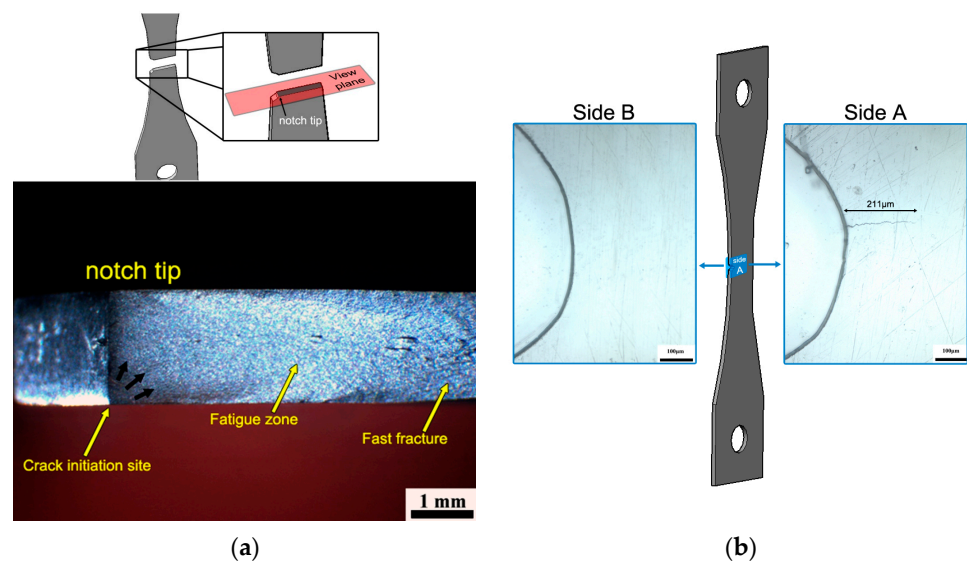 View
plane
notch tip
notch tip
Fatigue zone
Fast fracture
Crack initiation site
1 mm
(a)
Side B
Side A
211µm
side
A
100µm
100µm
(b)